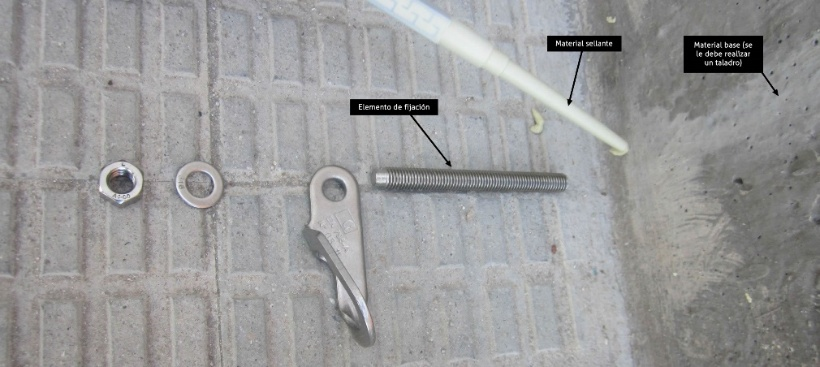 Material sellante
Material base (se
le debe realizar
un taladro)
Elemento de fijación